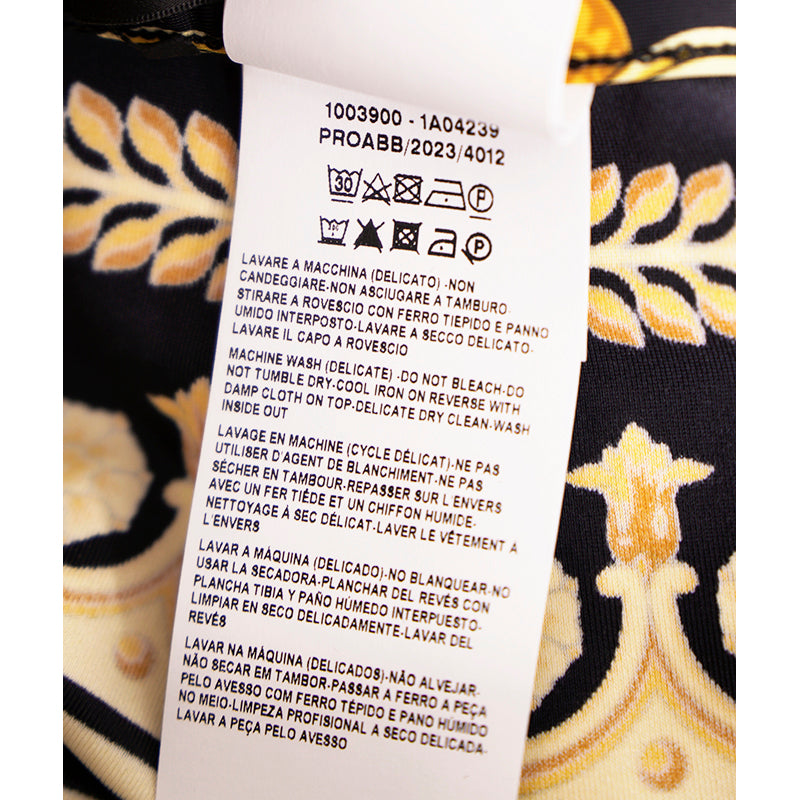 1003900 - 1A04239
PROABB/2023/4012
30
P
P
LAVARE A MACCHINA (DELICATO) -NON
CANDEGGIARE-NON ASCIUGARE A TAMBURO-
STIRARE A ROVESCIO CON FERRO TIEPIDO E PANNO
UMIDO INTERPOSTO-LAVARE A SECCO DELICATO-
LAVARE IL CAPO A ROVESCIO
MACHINE WASH (DELICATE) -DO NOT BLEACH-DO
NOT TUMBLE DRY-COOL IRON ON REVERSE WITH
DAMP CLOTH ON TOP-DELICATE DRY CLEAN-WASH
INSIDE OUT
LAVAGE EN MACHINE (CYCLE DÉLICAT)-NE PAS
UTILISER D'AGENT DE BLANCHIMENT-NE PAS
SÉCHER EN TAMBOUR-REPASSER SUR L'ENVERS
AVEC UN FER TIÉDE ET UN CHIFFON HUMIDE-
NETTOYAGE À SEC DÉLICAT-LAVER LE VÊTEMENT À
L'ENVERS
LAVAR A MÁQUINA (DELICADO)-NO BLANQUEAR-NO
USAR LA SECADORA-PLANCHAR DEL REVÉS CON
PLANCHA TIBIA Y PAÑO HÚMEDO INTERPUESTO-
LIMPIAR EN SECO DELICADAMENTE-LAVAR DEL
REVÉS
LAVAR NA MÁQUINA (DELICADOS)-NÃO ALVEJAR-
NÃO SECAR EM TAMBOR-PASSAR A FERRO A PEÇA
PELO AVESSO COM FERRO TÉPIDO E PANO HÚMIDO
NO MEIO-LIMPEZA PROFISSIONAL A SECO DELICADA-
LAVAR A PEÇA PELO AVESSO